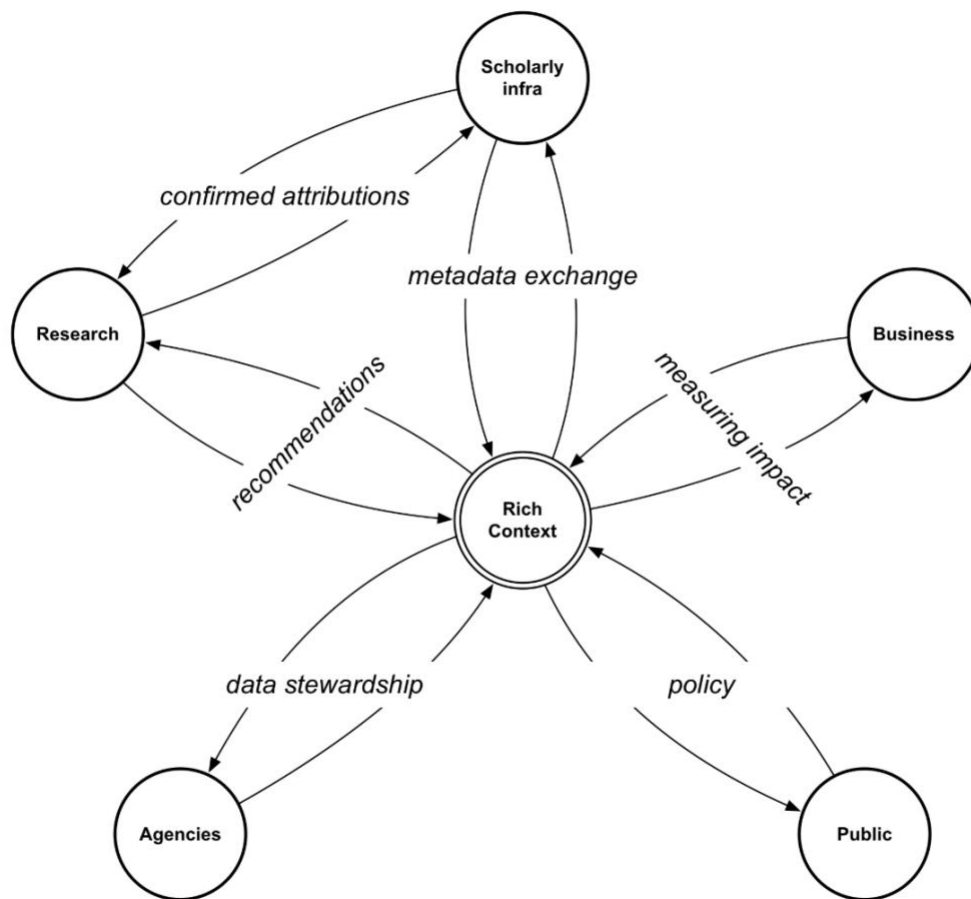 Scholarly
infra
confirmed attributions
metadata exchange
Research
Business
recommendations
measuring impact
Rich
Context
data stewardship
policy
Agencies
Public